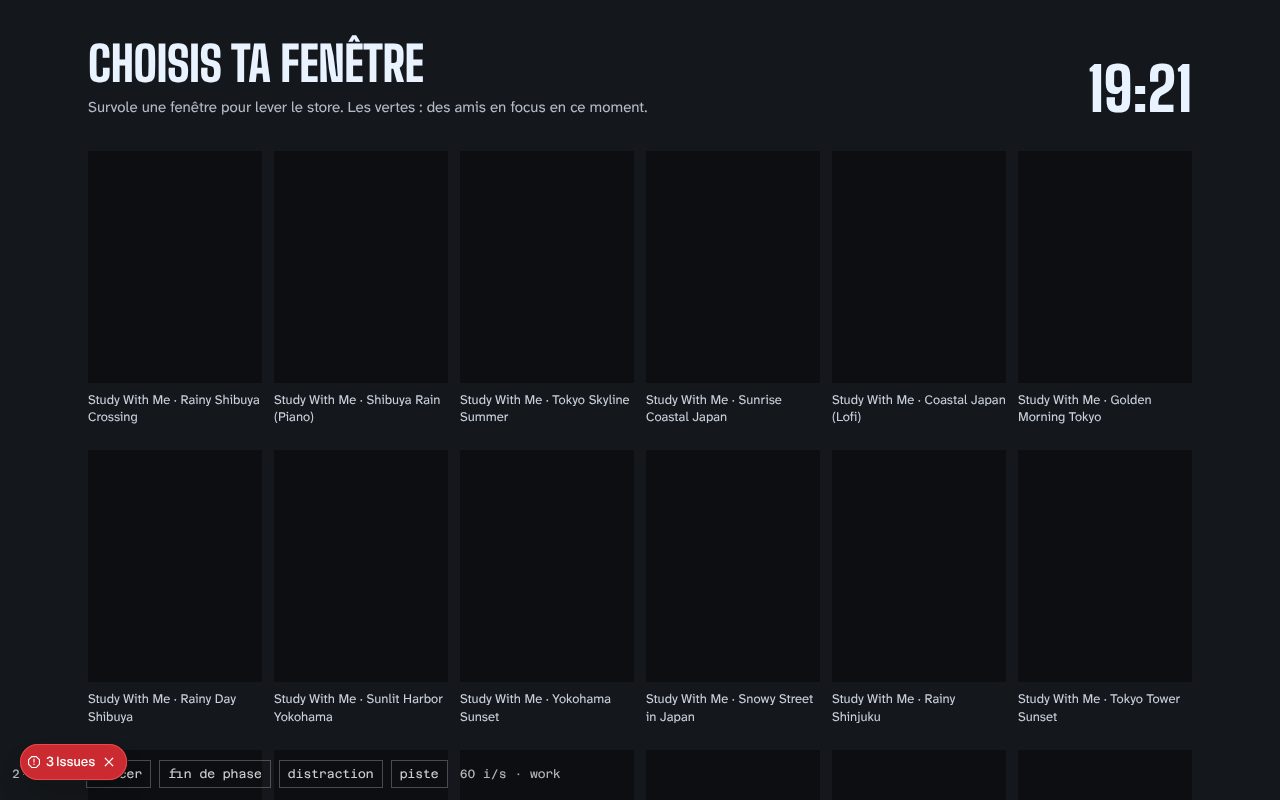 CHOISIS TA FENÊTRE
Survole une fenêtre pour lever le store. Les vertes : des amis en focus en ce moment.
19:21
Study With Me · Rainy Shibuya
Crossing
Study With Me · Shibuya Rain
(Piano)
Study With Me · Tokyo Skyline
Summer
Study With Me · Sunrise
Coastal Japan
Study With Me · Coastal Japan
(Lofi)
Study With Me · Golden
Morning Tokyo
Study With Me · Rainy Day
Shibuya
Study With Me · Sunlit Harbor
Yokohama
Study With Me · Yokohama
Sunset
Study With Me · Snowy Street
in Japan
Study With Me · Rainy
Shinjuku
Study With Me · Tokyo Tower
Sunset
3 Issues
2
fin de phase
distraction
piste
60 i/s · work